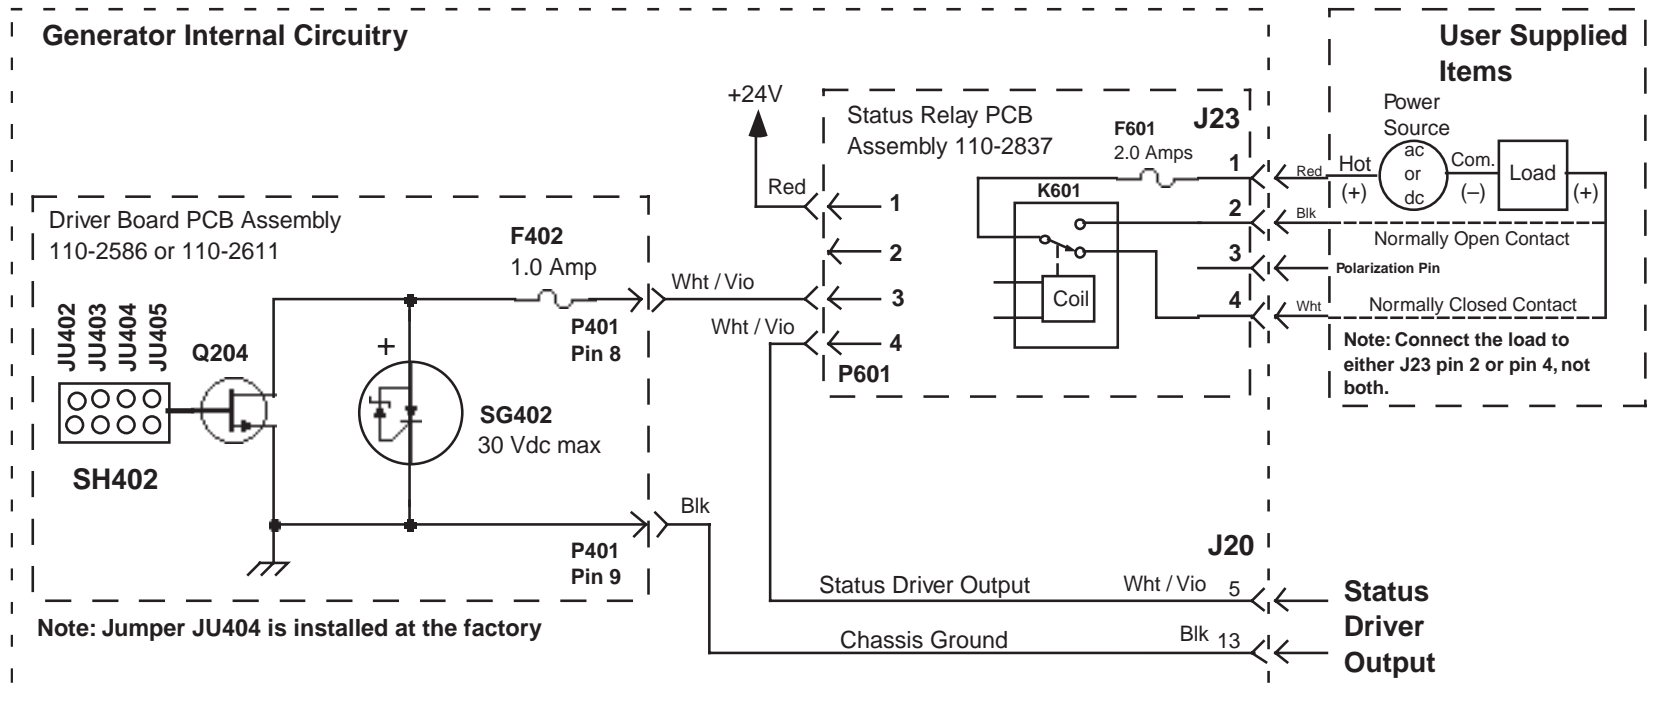 Generator Internal Circuitry
User Supplied
Items
+24V
Status Relay PCB
Assembly 110-2837
F601
2.0 Amps
J23
Power
Source
ac
or
dc
Hot
(+)
Com.
(–)
Load
(+)
Red
1
2
3
4
P601
K601
Coil
1
Red
2
Blk
Normally Open Contact
3
Polarization Pin
4
Wht
Normally Closed Contact
Note: Connect the load to
either J23 pin 2 or pin 4, not
both.
Driver Board PCB Assembly
110-2586 or 110-2611
F402
1.0 Amp
Wht / Vio
Wht / Vio
P401
Pin 8
JU402
JU403
JU404
JU405
Q204
SH402
+
SG402
30 Vdc max
Blk
P401
Pin 9
J20
Status Driver Output
Wht / Vio
5
Chassis Ground
Blk
13
Status
Driver
Output
Note: Jumper JU404 is installed at the factory